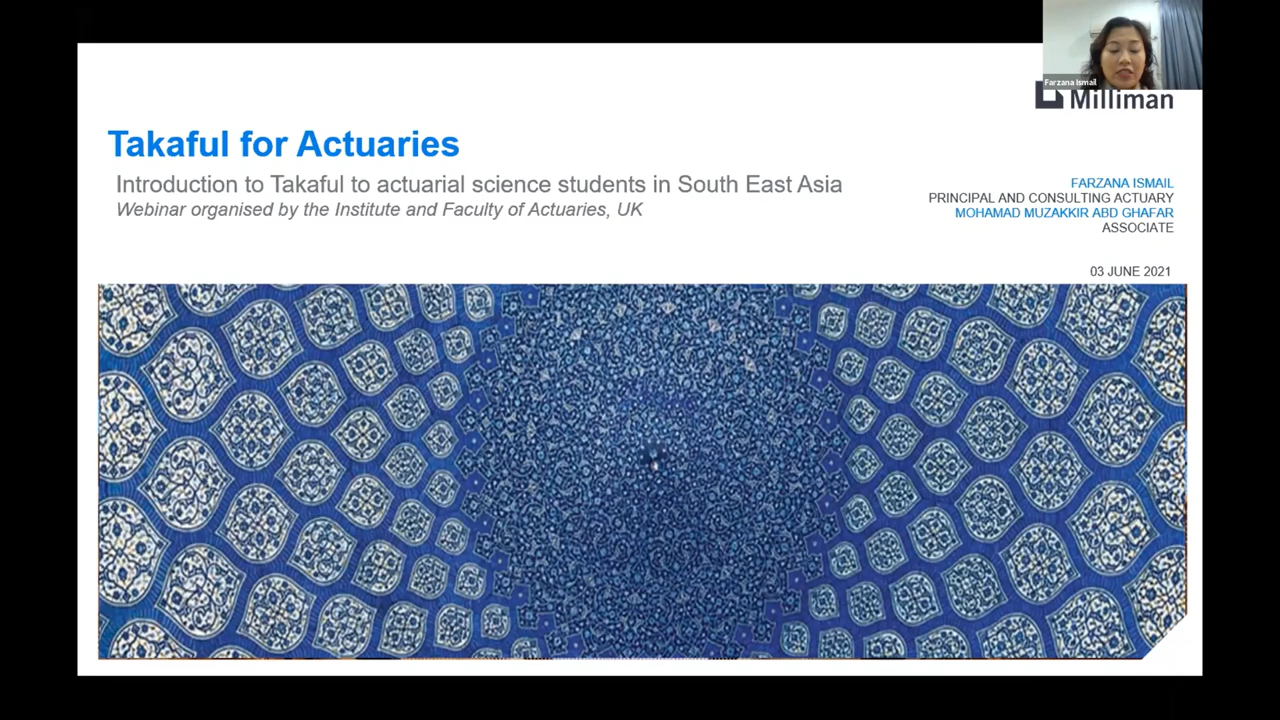 Farzana Ismail
Milliman
Takaful for Actuaries
Introduction to Takaful to actuarial science students in South East Asia
Webinar organised by the Institute and Faculty of Actuaries, UK
FARZANA ISMAIL
PRINCIPAL AND CONSULTING ACTUARY
MOHAMAD MUZAKKIR ABD GHAFAR
ASSOCIATE
03 JUNE 2021